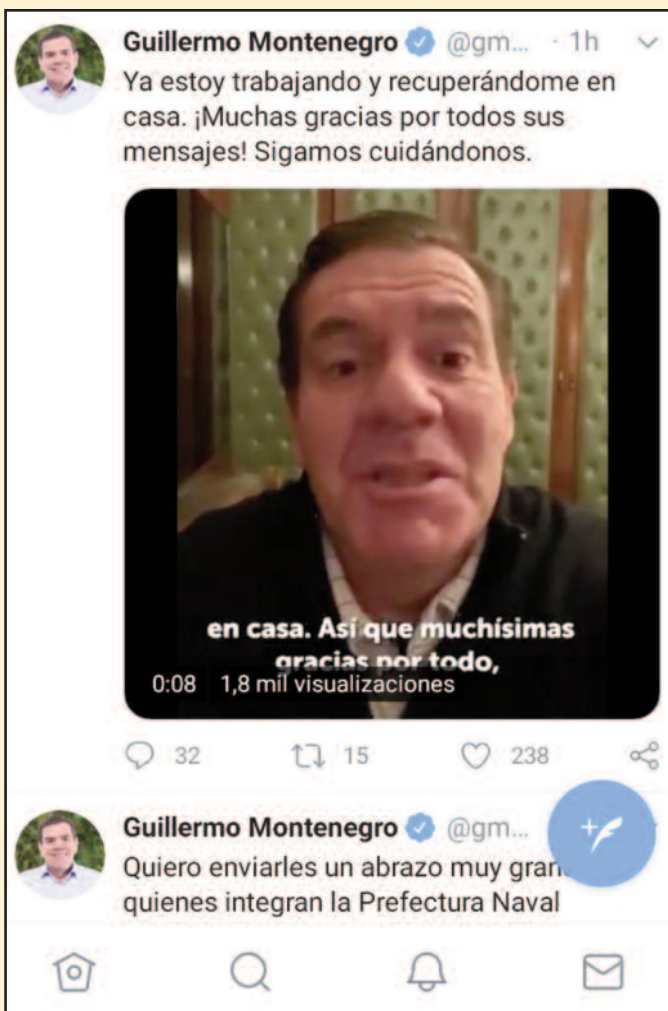 Guillermo Montenegro @gm... · 1h
Ya estoy trabajando y recuperándome en
casa. ¡Muchas gracias por todos sus
mensajes! Sigamos cuidándonos.
en casa. Así que muchísimas
gracias por todo,
0:08 1,8 mil visualizaciones
32 15 238
Guillermo Montenegro @gm...
Quiero enviarles un abrazo muy
quienes integran la Prefectura Naval